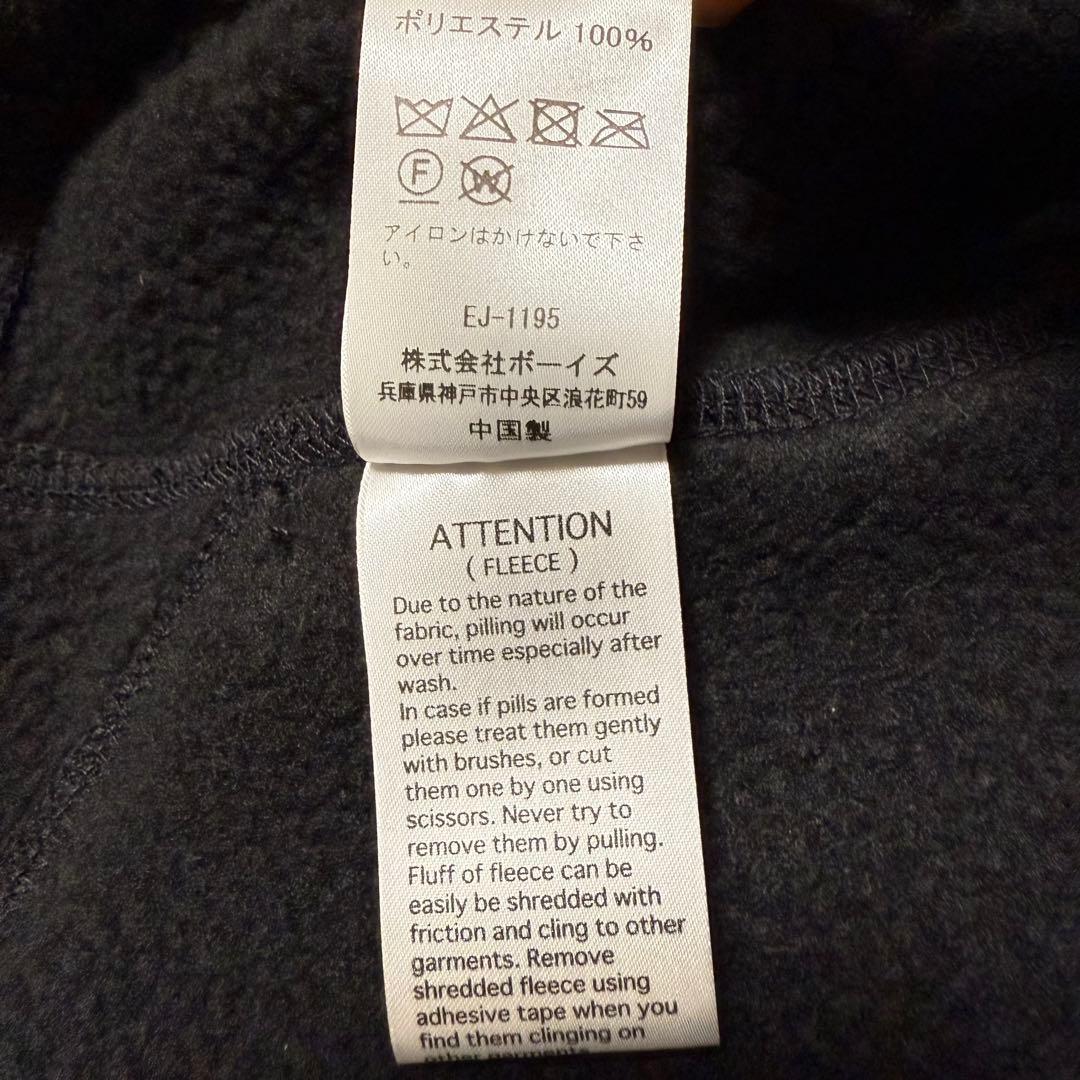 ポリエステル 100%
F W
アイロンはかけないで下さ
い。
EJ-1195
株式会社ボーイズ
兵庫県神戸市中央区浪花町59
中国製
ATTENTION
( FLEECE )
Due to the nature of the
fabric, pilling will occur
over time especially after
wash.
In case if pills are formed
please treat them gently
with brushes, or cut
them one by one using
scissors. Never try to
remove them by pulling.
Fluff of fleece can be
easily be shredded with
friction and cling to other
garments. Remove
shredded fleece using
adhesive tape when you
find them clinging on
other garments